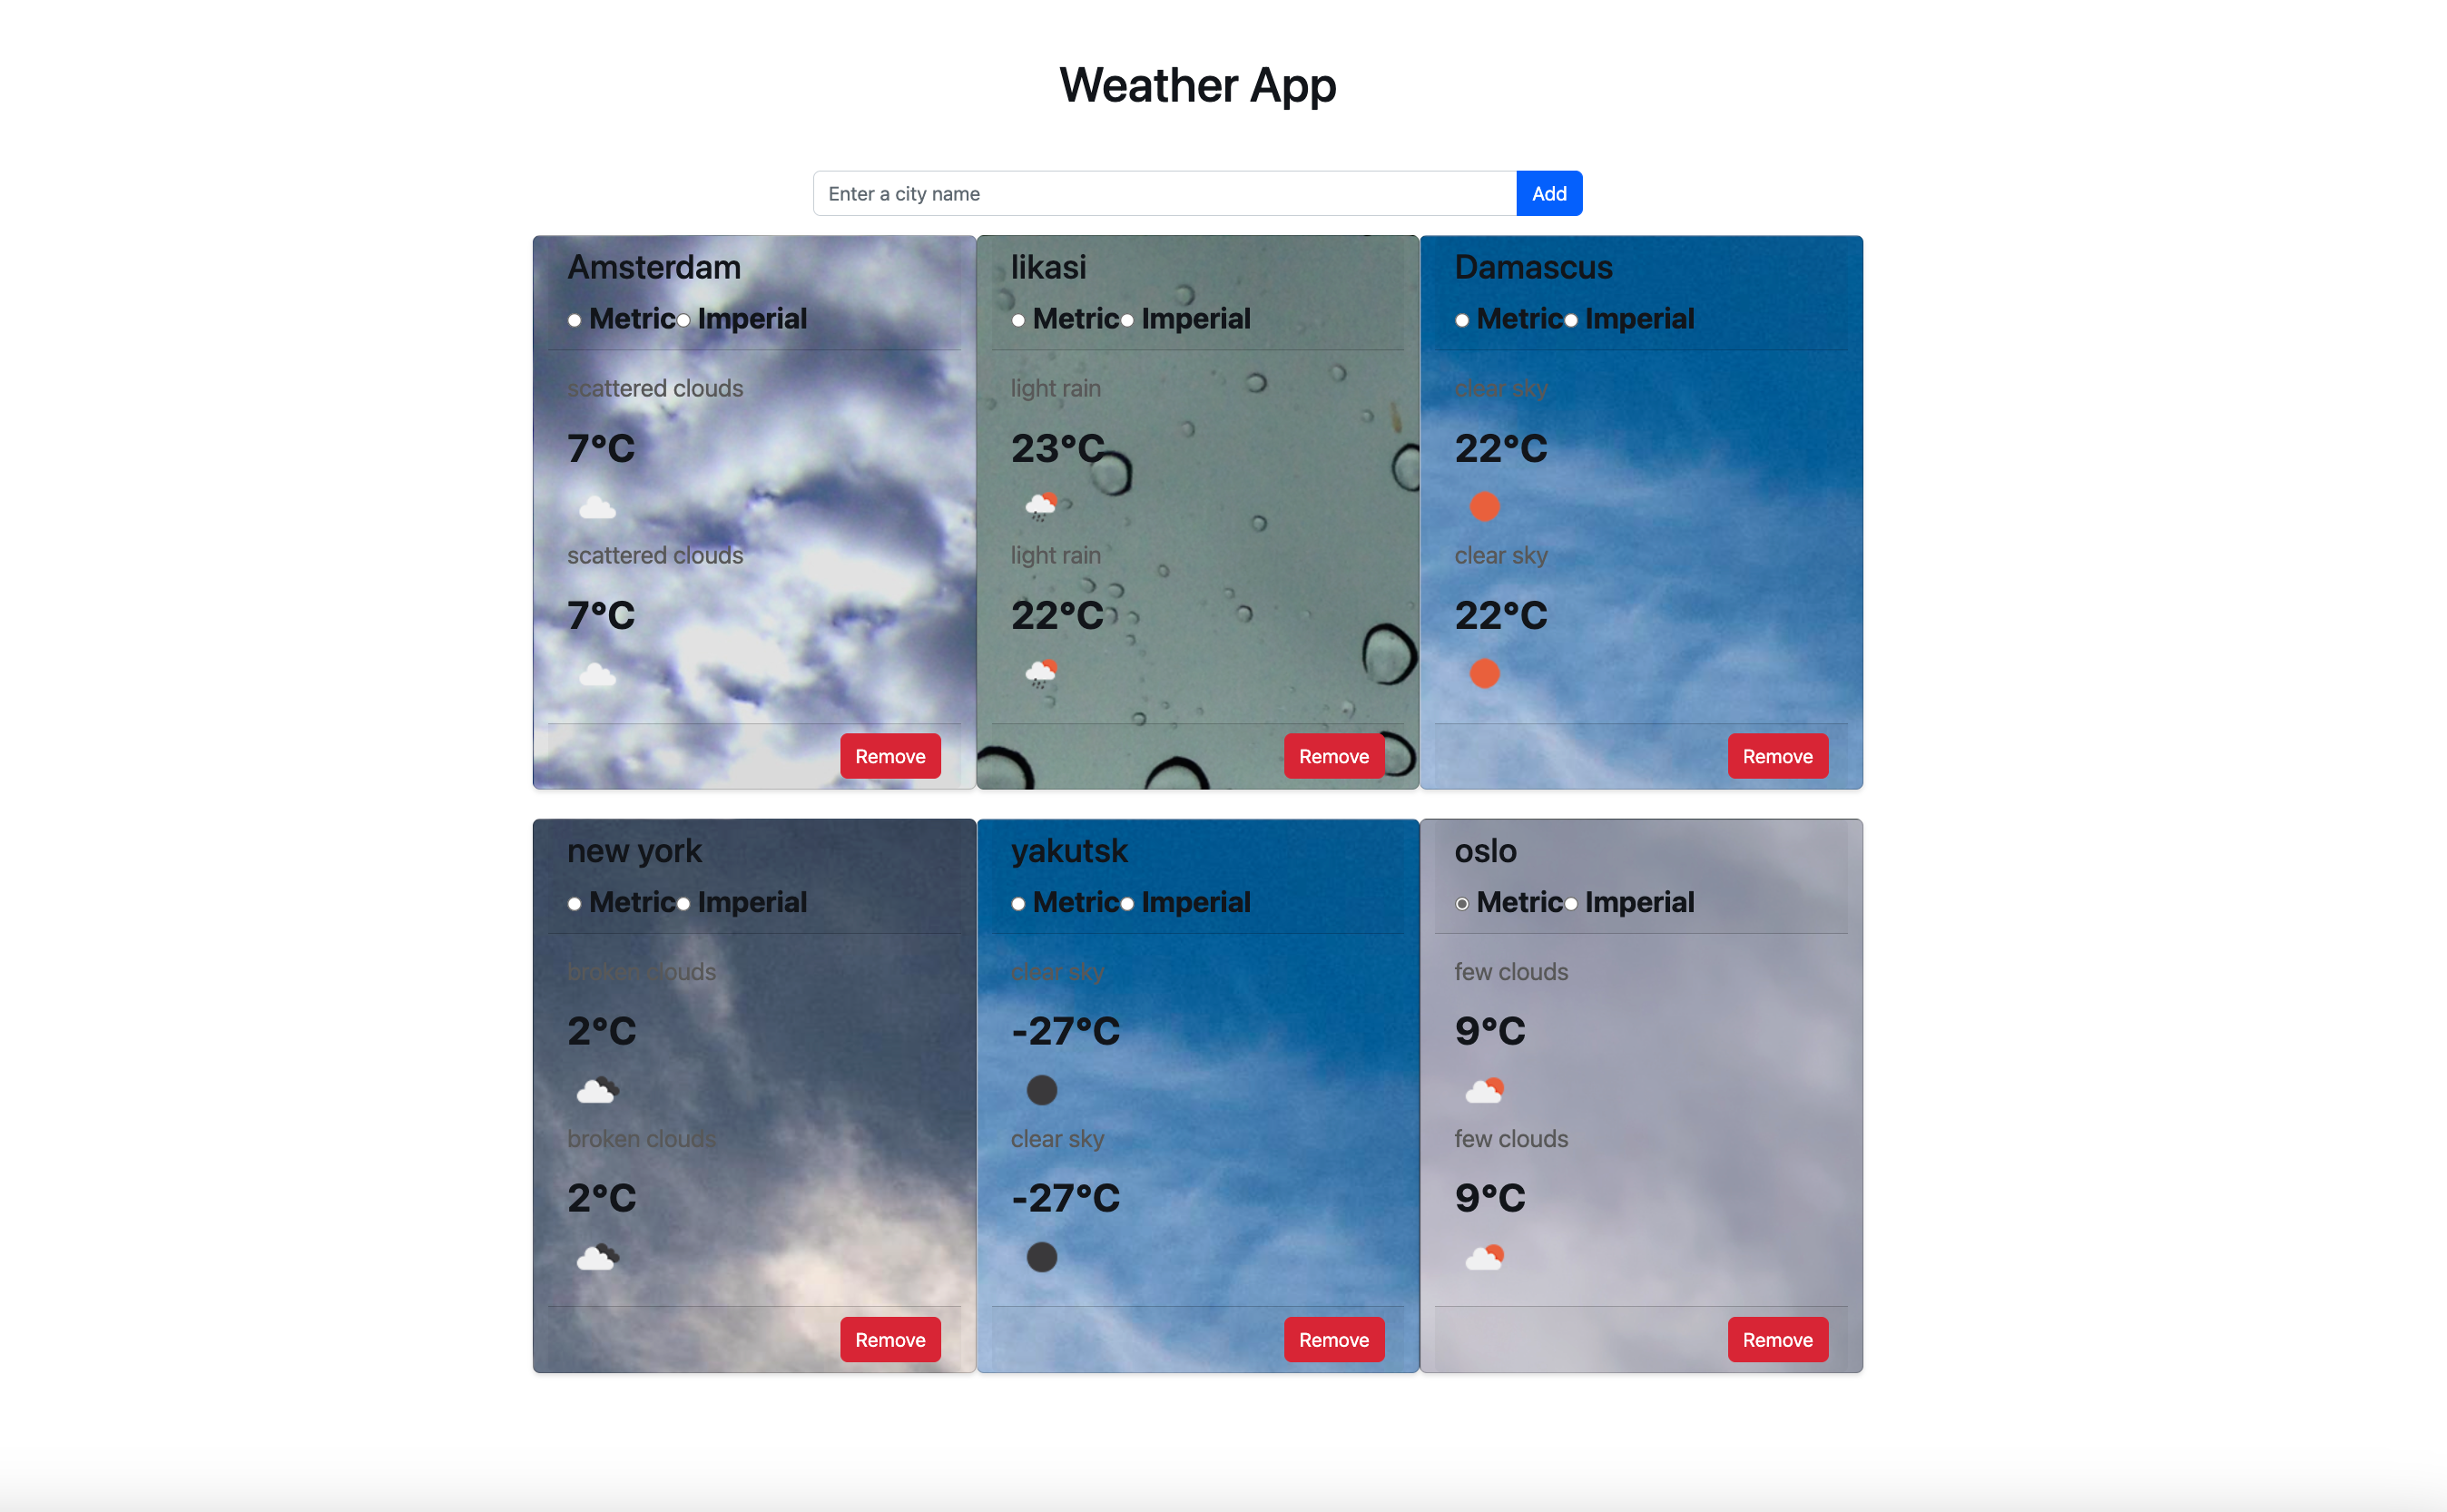 Weather App
Enter a city name
Add
Amsterdam
Metric Imperial
scattered clouds
7°C
scattered clouds
7°C
Remove
likasi
Metric Imperial
light rain
23°C
light rain
22°C
Remove
Damascus
Metric Imperial
clear sky
22°C
clear sky
22°C
Remove
new york
Metric Imperial
broken clouds
2°C
broken clouds
2°C
Remove
yakutsk
Metric Imperial
clear sky
-27°C
clear sky
-27°C
Remove
oslo
Metric Imperial
few clouds
9°C
few clouds
9°C
Remove